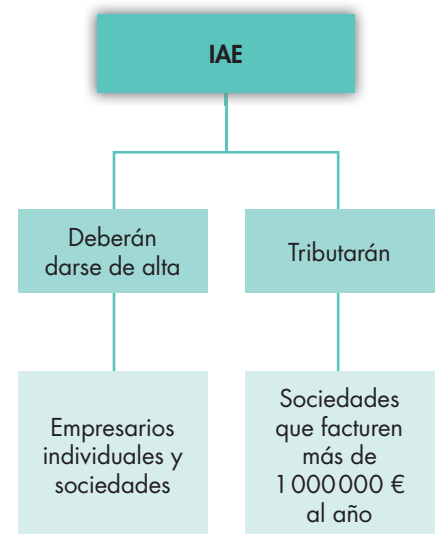 IAE
Deberán
darse de alta
Tributarán
Empresarios
individuales y
sociedades
Sociedades
que facturen
más de
1 000 000 €
al año